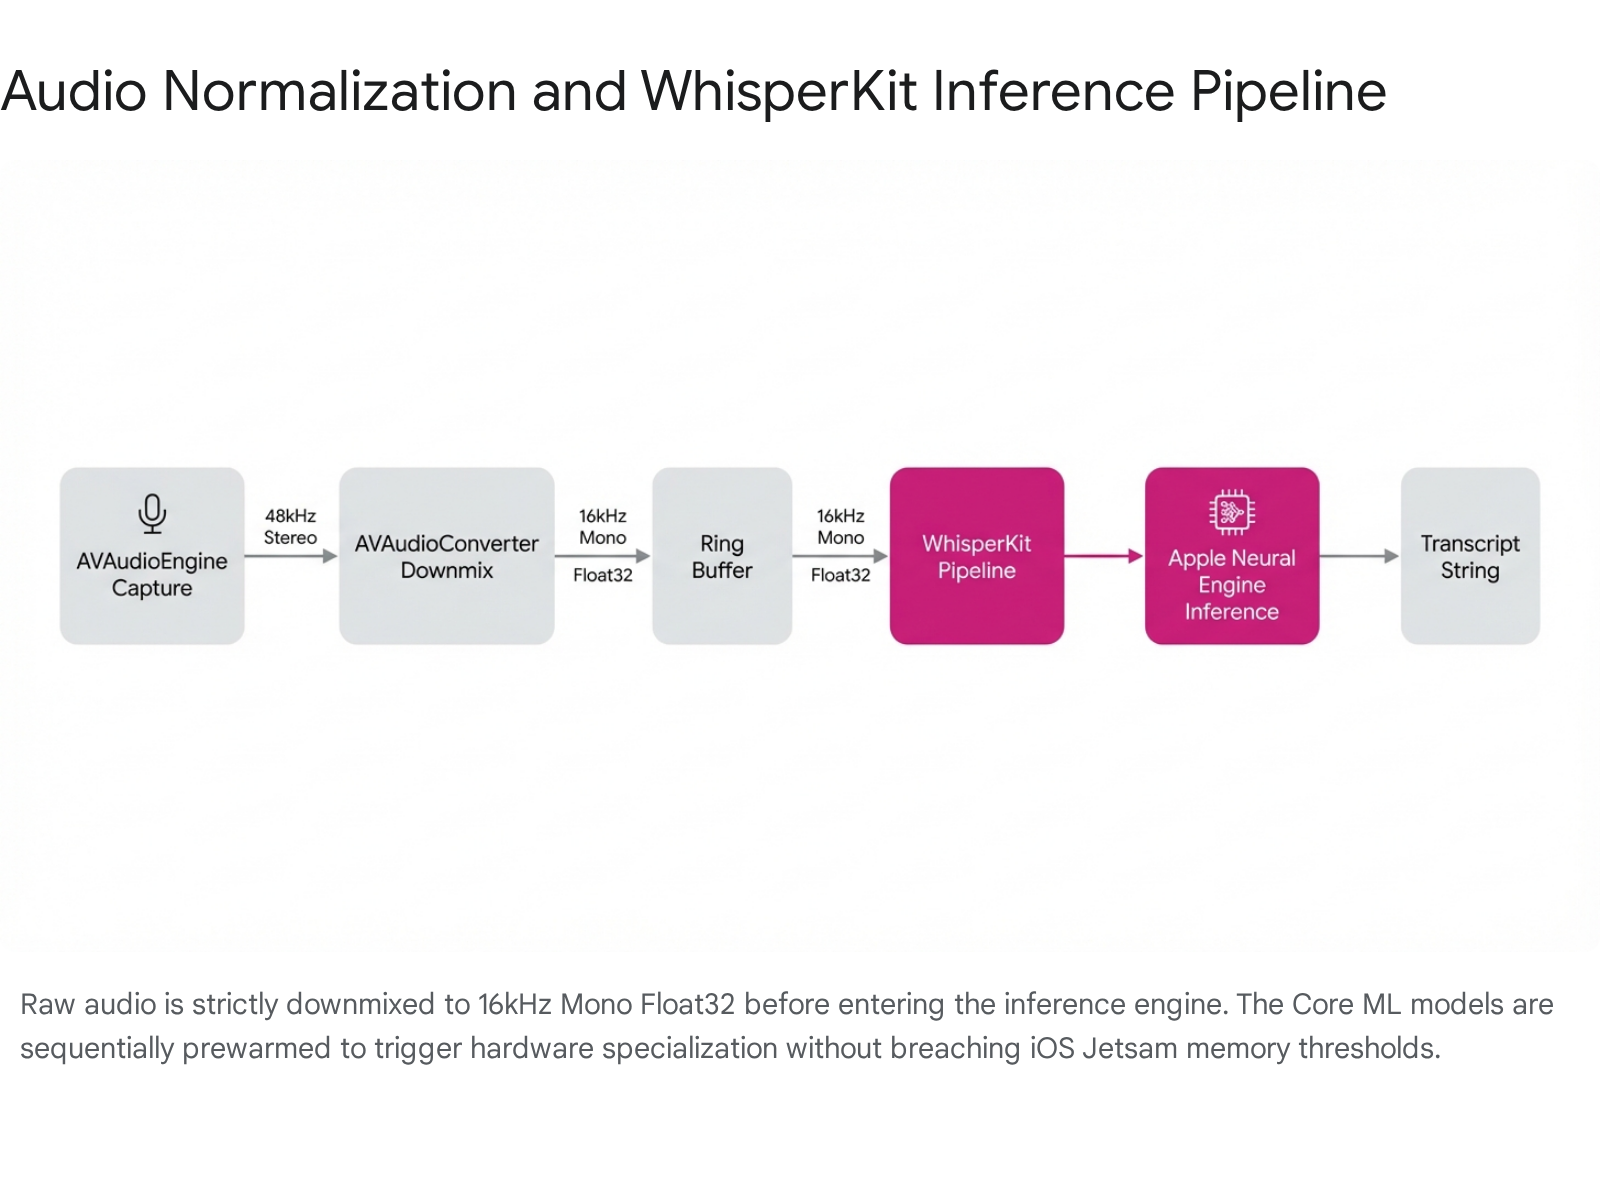 Audio Normalization and WhisperKit Inference Pipeline
AVAudioEngine
Capture
48kHz
Stereo
AVAudioConverter
Downmix
16kHz
Mono
Float32
Ring
Buffer
16kHz
Mono
Float32
WhisperKit
Pipeline
Apple Neural
Engine
Inference
Transcript
String
Raw audio is strictly downmixed to 16kHz Mono Float32 before entering the inference engine. The Core ML models are
sequentially prewarmed to trigger hardware specialization without breaching iOS Jetsam memory thresholds.